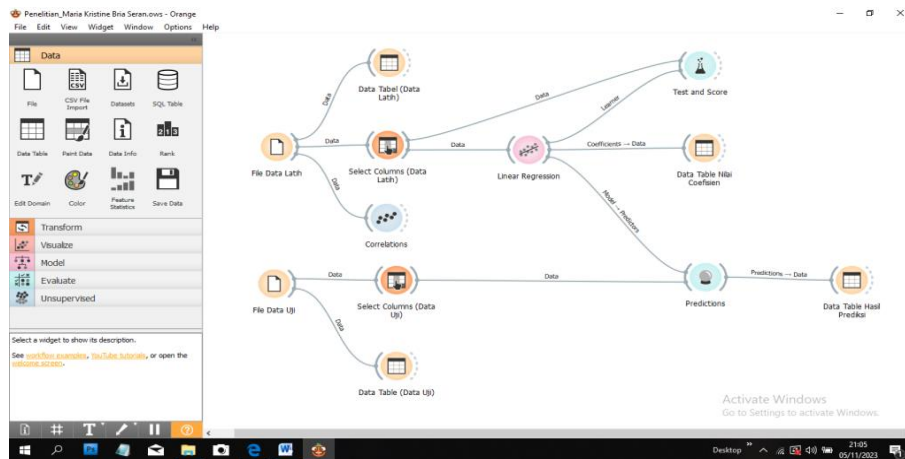 Penelitian_Maria Kristine Bria Seran.ows - Orange
File Edit View Widget Window Options Help
Data
File
CSV File Import
Datasets
SQL Table
Data Table
Paint Data
Data Info
Rank
Edit Domain
Color
Feature Statistics
Save Data
Transform
Visualize
Model
Evaluate
Unsupervised
Select a widget to show its description.
See workflow examples, YouTube tutorials, or open the
welcome screen.
Data
Data Tabel (Data
Latih)
Data
Test and Score
Learner
File Data Latih
Data
Select Columns (Data
Latih)
Data
Linear Regression
Coefficients → Data
Data Table Nilai
Coefisien
Data
Correlations
Model → Predictors
File Data Uji
Data
Select Columns (Data
Uji)
Data
Predictions
Predictions → Data
Data Table Hasil
Prediksi
Data
Data Table (Data Uji)
Activate Windows
Go to Settings to activate Windows.
Desktop
21:05
05/11/2023